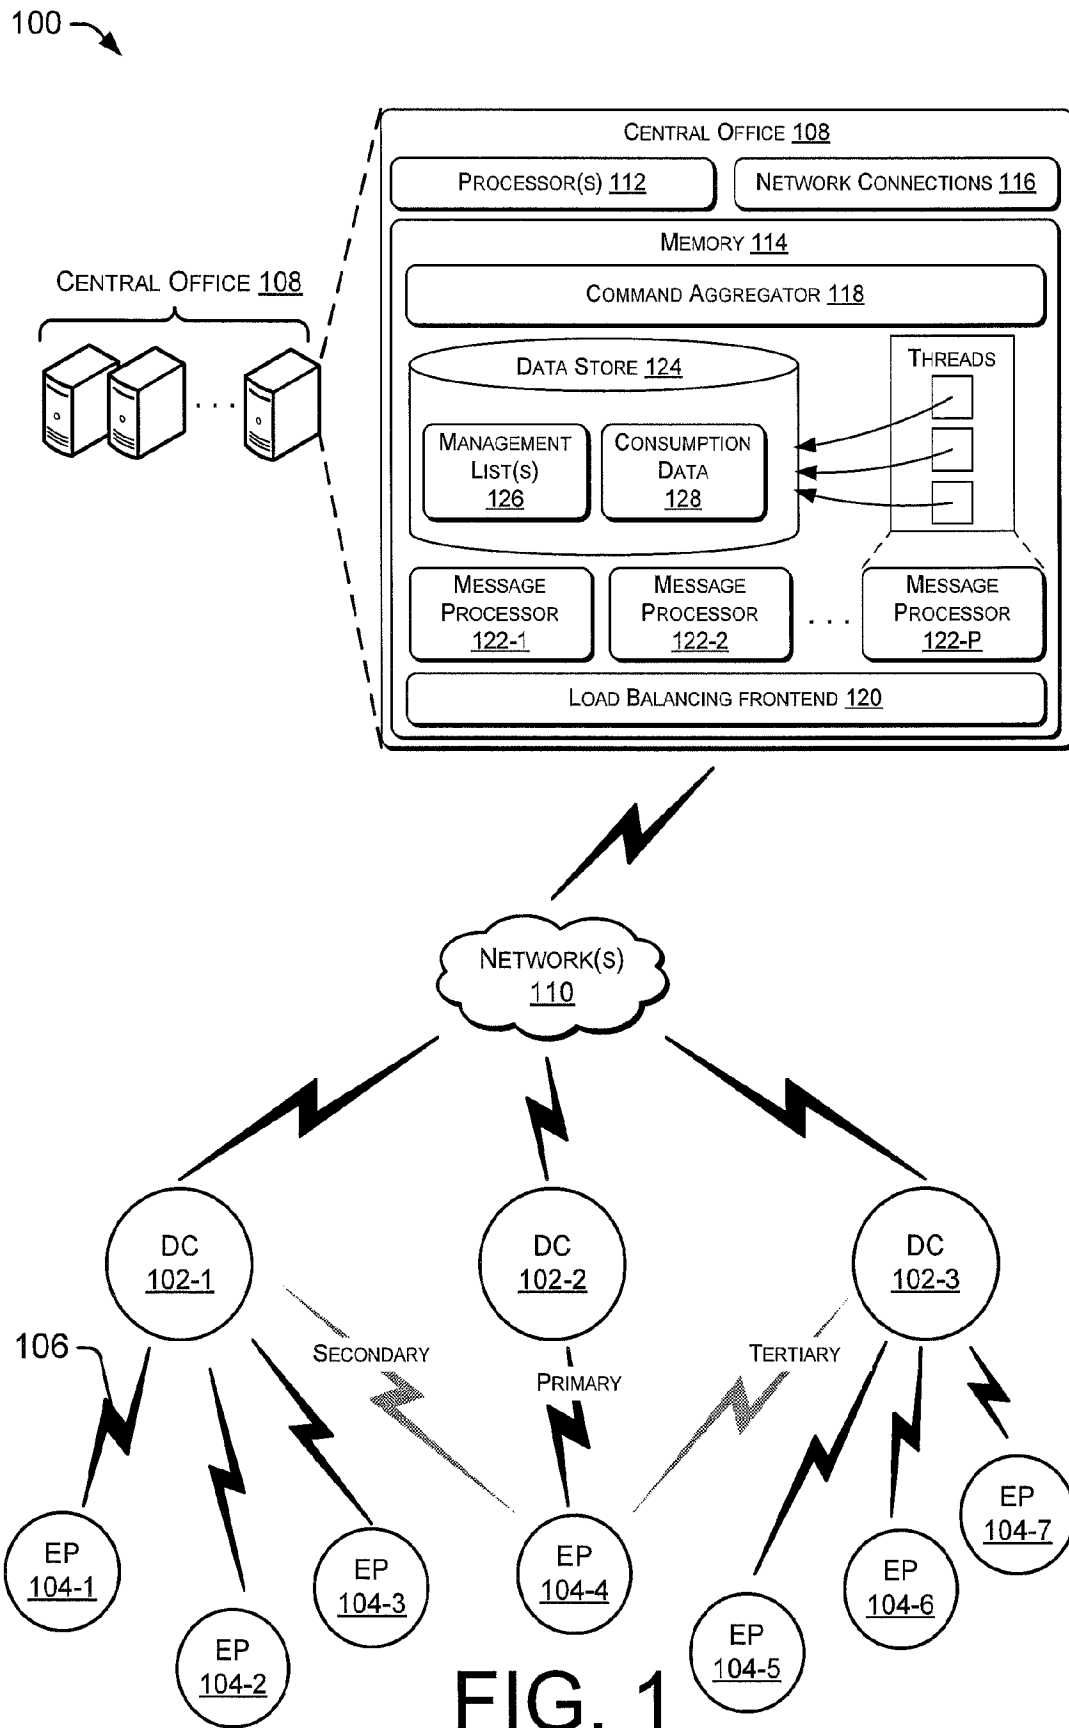 100
CENTRAL OFFICE 108
PROCESSOR(S) 112
NETWORK CONNECTIONS 116
MEMORY 114
COMMAND AGGREGATOR 118
CENTRAL OFFICE 108
DATA STORE 124
THREADS
MANAGEMENT
LIST(S)
126
CONSUMPTION
DATA
128
MESSAGE
PROCESSOR
122-1
MESSAGE
PROCESSOR
122-2
MESSAGE
PROCESSOR
122-P
LOAD BALANCING FRONTEND 120
NETWORK(S)
110
DC
102-1
DC
102-2
DC
102-3
106
SECONDARY
PRIMARY
TERTIARY
EP
104-1
EP
104-2
EP
104-3
EP
104-4
EP
104-5
EP
104-6
EP
104-7
FIG. 1